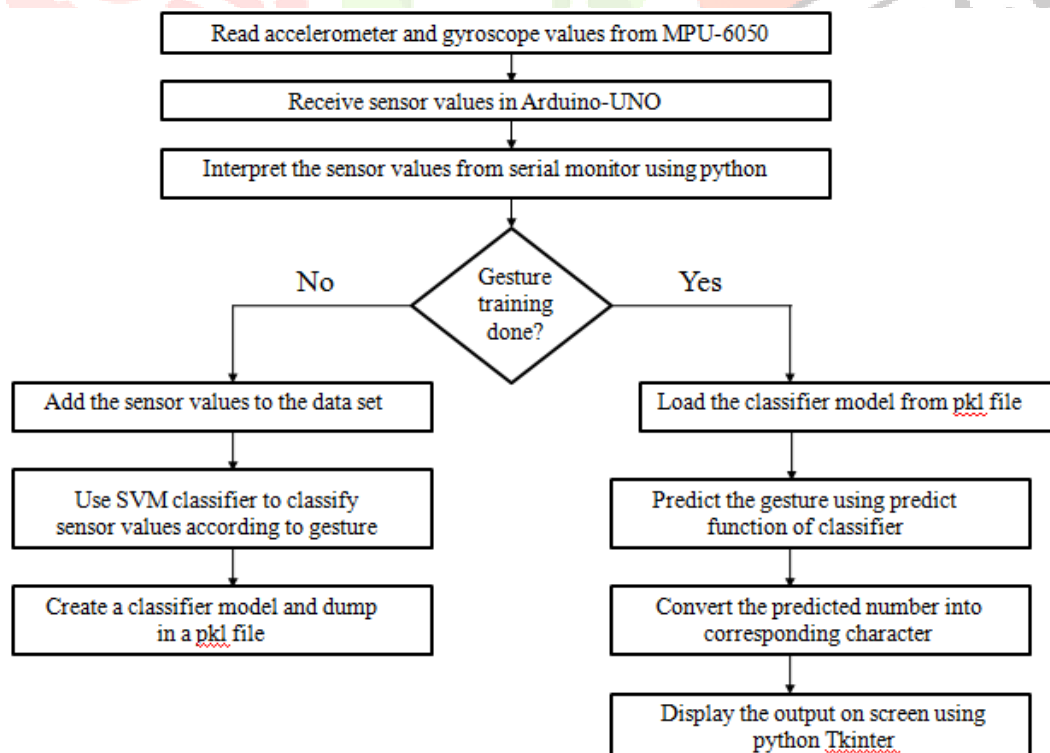 Read accelerometer and gyroscope values from MPU-6050
Receive sensor values in Arduino-UNO
Interpret the sensor values from serial monitor using python
Gesture
training
done?
No
Yes
Add the sensor values to the data set
Use SVM classifier to classify
sensor values according to gesture
Create a classifier model and dump
in a pkl file
Load the classifier model from pkl file
Predict the gesture using predict
function of classifier
Convert the predicted number into
corresponding character
Display the output on screen using
python Tkinter